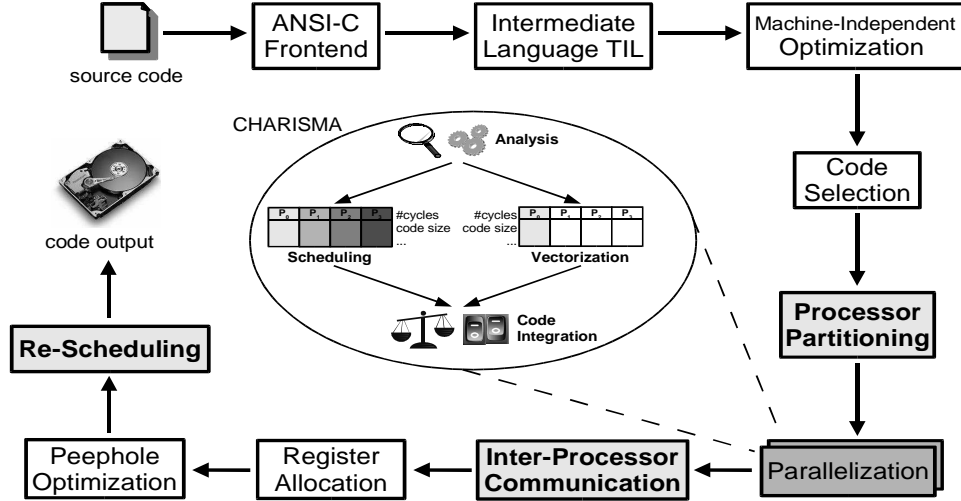 source code
ANSI-C
Frontend
Intermediate
Language TIL
Machine-Independent
Optimization
Code
Selection
Processor
Partitioning
Parallelization
Inter-Processor
Communication
Register
Allocation
Peephole
Optimization
Re-Scheduling
code output
CHARISMA
Analysis
P0 P1 P2 P3
#cycles
code size
...
Scheduling
#cycles
code size
...
P0 P1 P2 P3
Vectorization
Code
Integration